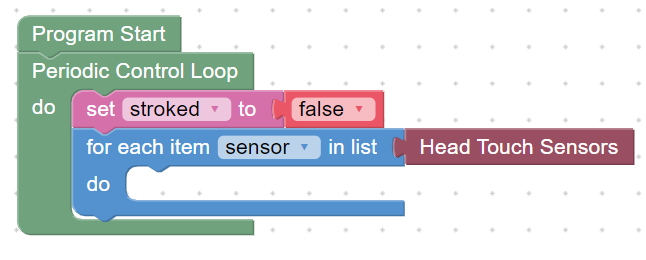 Program Start
Periodic Control Loop
do set stroked to false
for each item sensor in list Head Touch Sensors
do